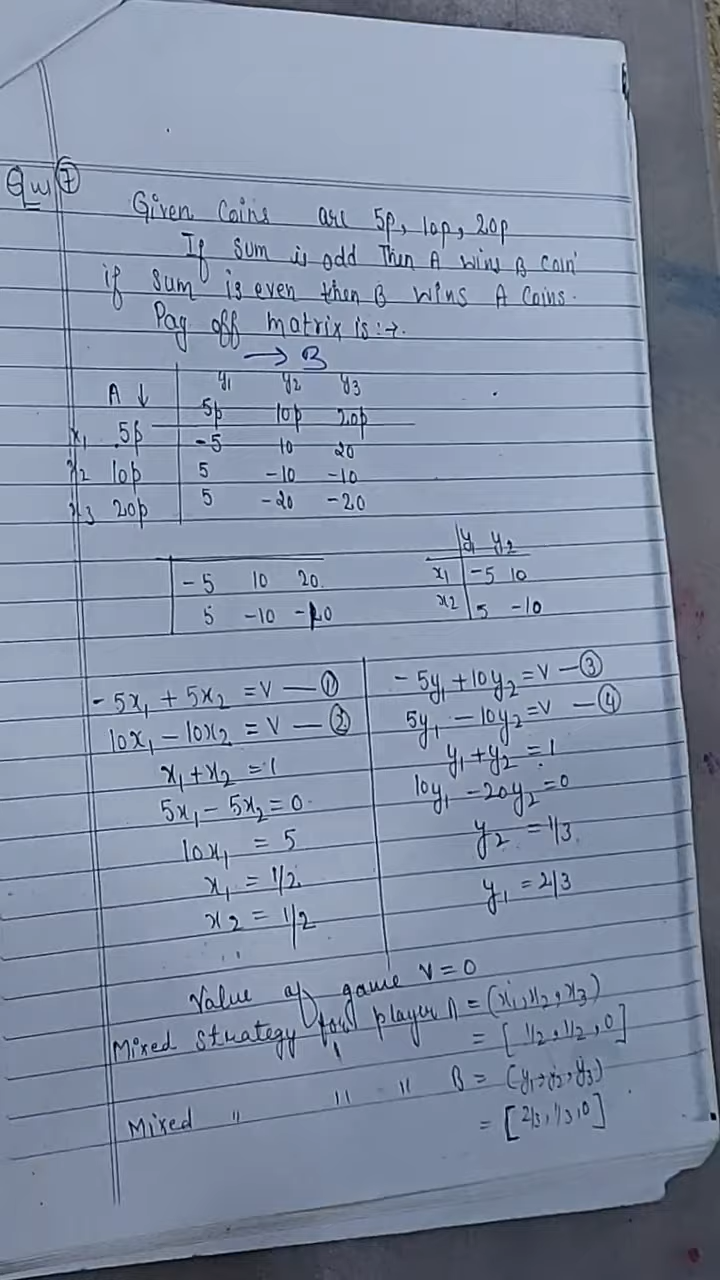 Qus 7
Given Coins are 5p, 10p, 20p
If sum is odd Then A wins B coin
if sum is even then B wins A coins.
Pay off matrix is :→.
→ B
A ↓ y₁ y₂ y₃
5p 10p 20p
x₁ 5p -5 10 20
x₂ 10p 5 -10 -10
x₃ 20p 5 -20 -20
y₁ y₂
-5 10 20 x₁ -5 10
5 -10 -10 x₂ 5 -10
-5x₁ + 5x₂ = V — ①
10x₁ - 10x₂ = V — ②
x₁ + x₂ = 1
5x₁ - 5x₂ = 0
10x₁ = 5
x₁ = 1/2
x₂ = 1/2
-5y₁ + 10y₂ = V — ③
5y₁ - 10y₂ = V — ④
y₁ + y₂ = 1
10y₁ - 20y₂ = 0
y₂ = 1/3
y₁ = 2/3
Value of game V = 0
Mixed strategy for player A = (x₁, x₂, x₃)
= [1/2, 1/2, 0]
Mixed " " " B = (y₁, y₂, y₃)
= [2/3, 1/3, 0]